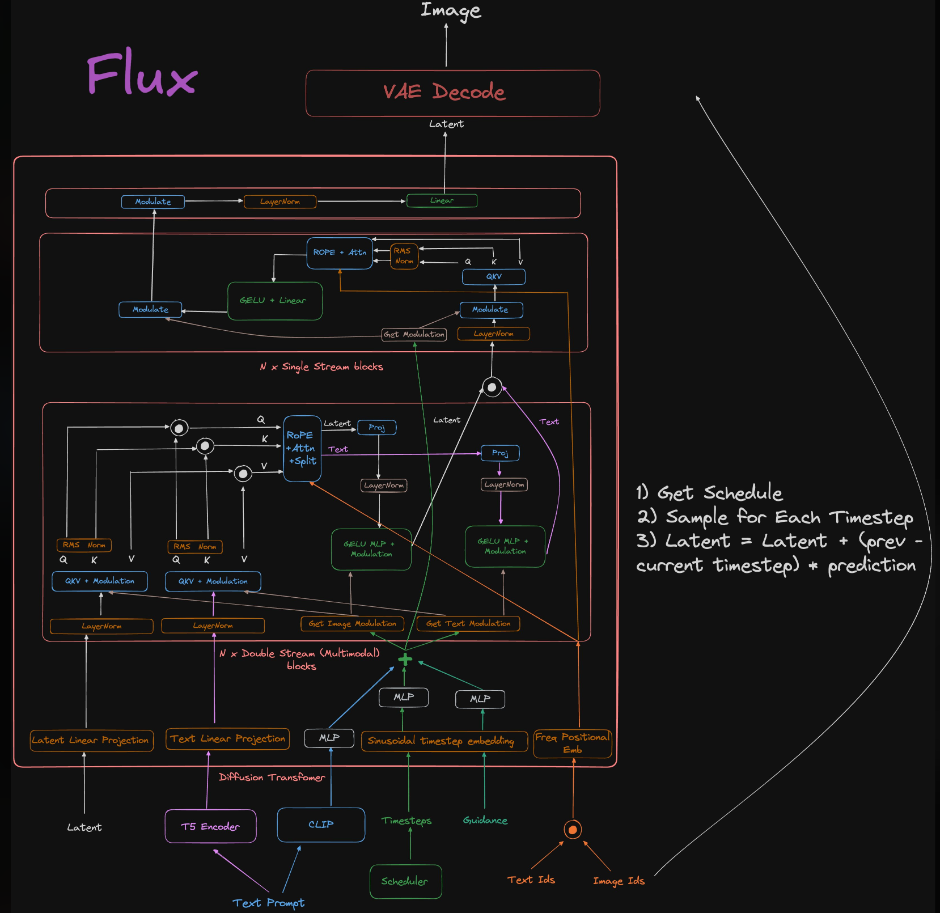 Image
Flux
VAE Decode
Latent
Modulate
LayerNorm
Linear
ROPE + Attn
RMS
Norm
Q K V
QKV
GELU + Linear
Modulate
Modulate
Get Modulation
LayerNorm
N x Single Stream blocks
Q
K
V
RoPE
+Attn
+Split
Latent
Proj
Text
Latent
Text
Proj
LayerNorm
LayerNorm
GELU MLP +
Modulation
GELU MLP +
Modulation
RMS Norm
RMS Norm
Q K V
Q K V
QKV + Modulation
QKV + Modulation
LayerNorm
LayerNorm
Get Image Modulation
Get Text Modulation
N x Double Stream (Multimodal)
blocks
1) Get Schedule
2) Sample for Each Timestep
3) Latent = Latent + (prev -
current timestep) * prediction
+
MLP
MLP
Latent Linear Projection
Text Linear Projection
MLP
Sinusoidal timestep embedding
Freq Positional
Emb
Diffusion Transfomer
Latent
T5 Encoder
CLIP
Timesteps
Guidance
Scheduler
Text Ids
Image Ids
Text Prompt